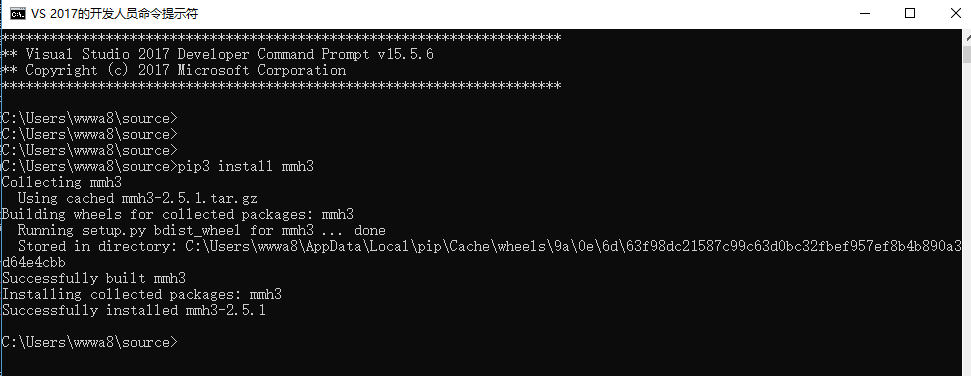 VS 2017的开发人员命令提示符
**********************************************************************
** Visual Studio 2017 Developer Command Prompt v15.5.6
** Copyright (c) 2017 Microsoft Corporation
**********************************************************************
C:\Users\wwwa8\source>
C:\Users\wwwa8\source>
C:\Users\wwwa8\source>
C:\Users\wwwa8\source>pip3 install mmh3
Collecting mmh3
  Using cached mmh3-2.5.1.tar.gz
Building wheels for collected packages: mmh3
  Running setup.py bdist_wheel for mmh3 ... done
  Stored in directory: C:\Users\wwwa8\AppData\Local\pip\Cache\wheels\9a\0e\6d\63f98dc21587c99c63d0bc32fbef957ef8b4b890a3
d64e4cbb
Successfully built mmh3
Installing collected packages: mmh3
Successfully installed mmh3-2.5.1
C:\Users\wwwa8\source>